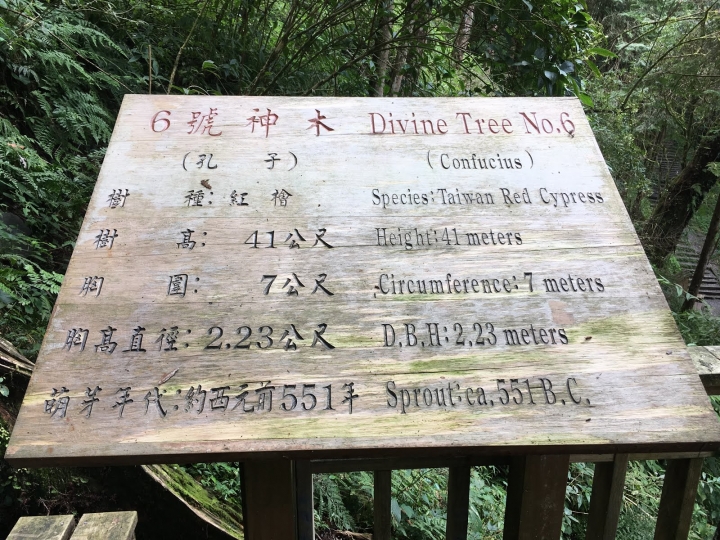 6號神木 Divine Tree No.6
(孔子) (Confucius)
樹種:紅檜 Species:Taiwan Red Cypress
樹高: 41公尺 Height:41 meters
胸圍: 7公尺 Circumference:7 meters
胸高直徑: 2.23公尺 D.B.H:2.23 meters
萌芽年代:約西元前551年 Sprout:ca.551 B.C.